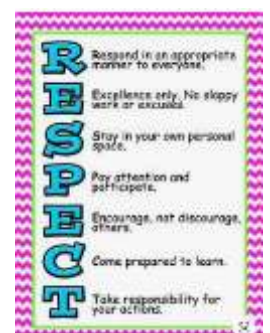 R Respond in an appropriate
manner to everyone.
E Excellence only. No sloppy
work or excuses.
S Stay in your own personal
space.
P Pay attention and
participate.
E Encourage, not discourage,
others.
C Come prepared to learn.
T Take responsibility for
your actions.